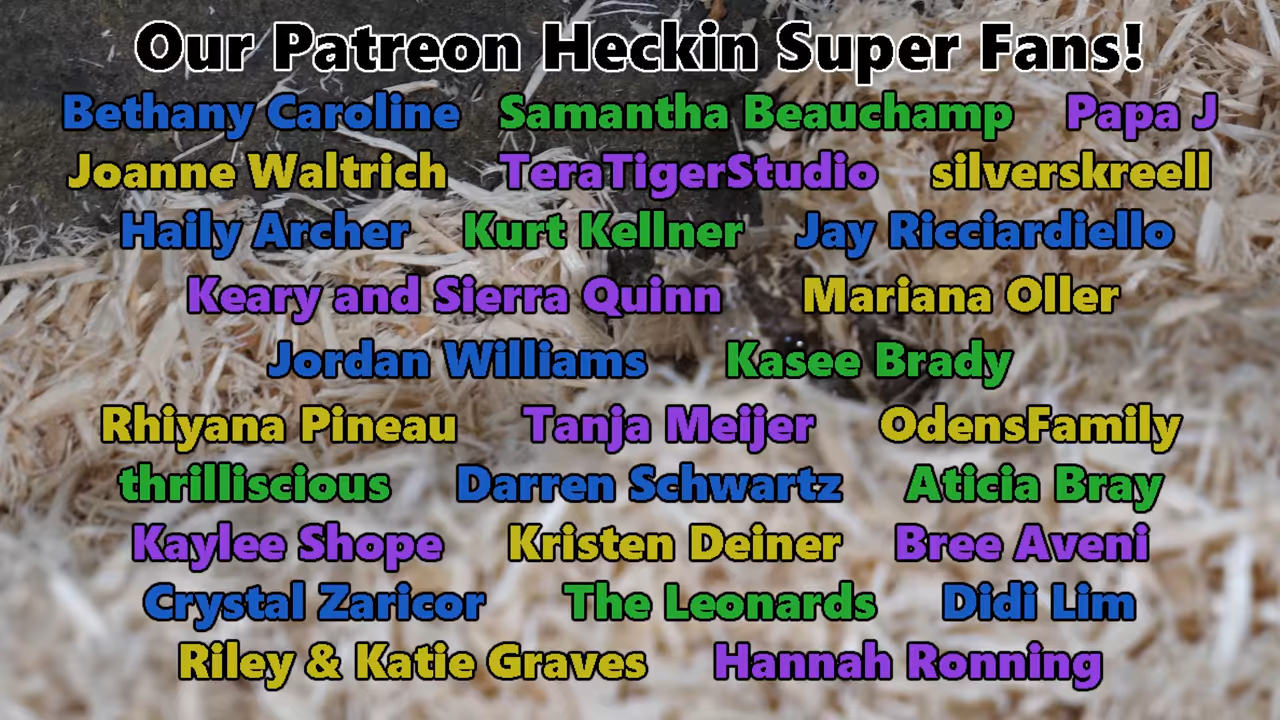 Our Patreon Heckin Super Fans!
Bethany Caroline Samantha Beauchamp Papa J
Joanne Waltrich TeraTigerStudio silverskreell
Haily Archer Kurt Kellner Jay Ricciardiello
Keary and Sierra Quinn Mariana Oller
Jordan Williams Kasee Brady
Rhiyana Pineau Tanja Meijer OdensFamily
thrilliscious Darren Schwartz Aticia Bray
Kaylee Shope Kristen Deiner Bree Aveni
Crystal Zaricor The Leonards Didi Lim
Riley & Katie Graves Hannah Ronning